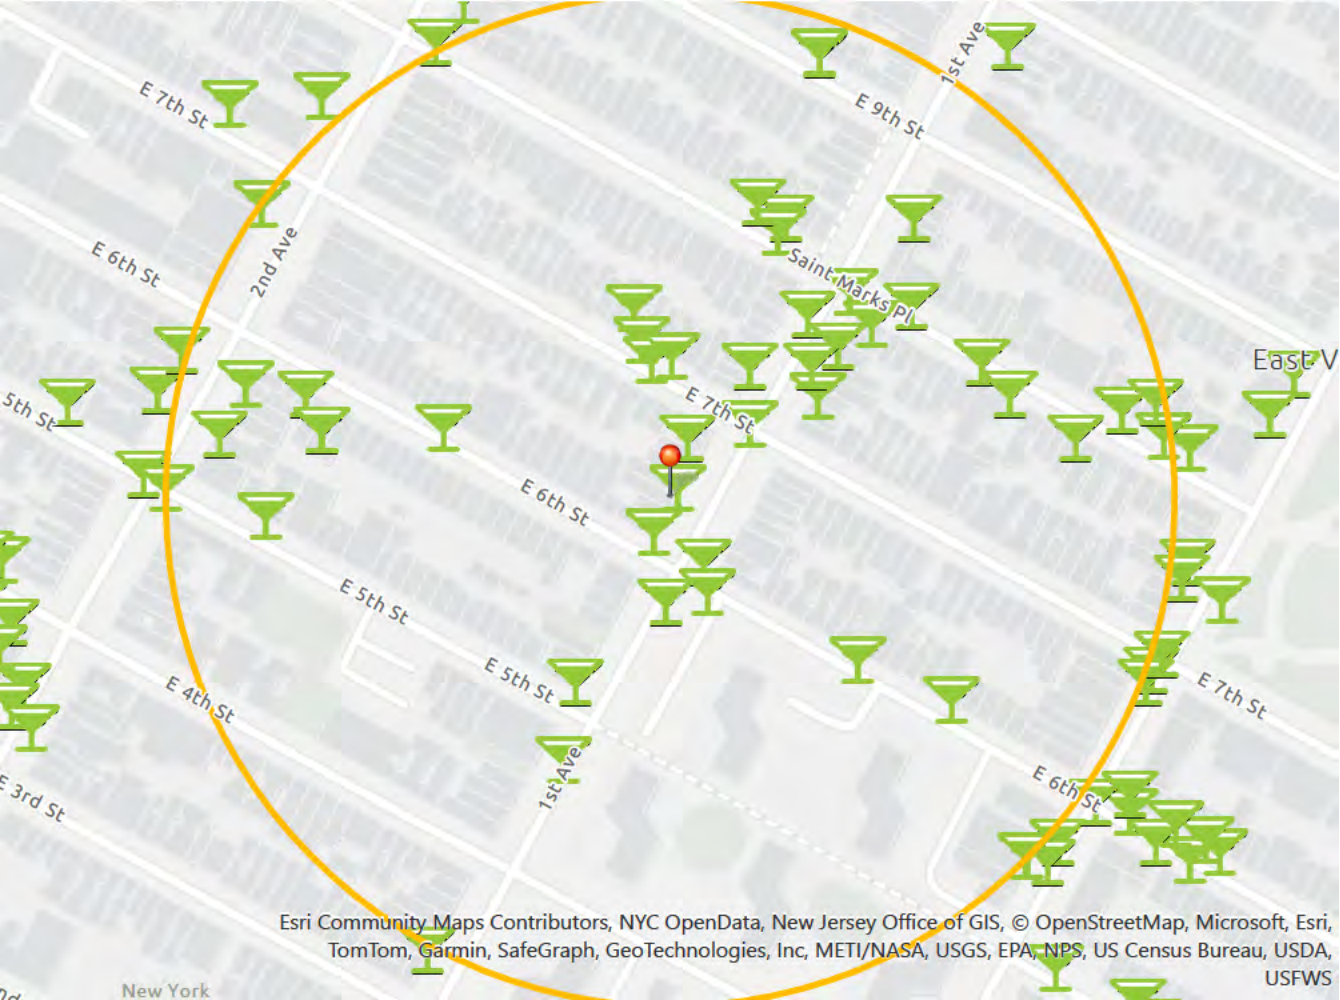 1st Ave
E 7th St
E 9th St
2nd Ave
E 6th St
Saint Marks Pl
East V
5th St
E 7th St
E 6th St
E 5th St
E 5th St
E 4th St
E 7th St
1st Ave
E 3rd St
E 6th St
Esri Community Maps Contributors, NYC OpenData, New Jersey Office of GIS, © OpenStreetMap, Microsoft, Esri,
TomTom, Garmin, SafeGraph, GeoTechnologies, Inc, METI/NASA, USGS, EPA, NPS, US Census Bureau, USDA,
USFWS
New York
nd